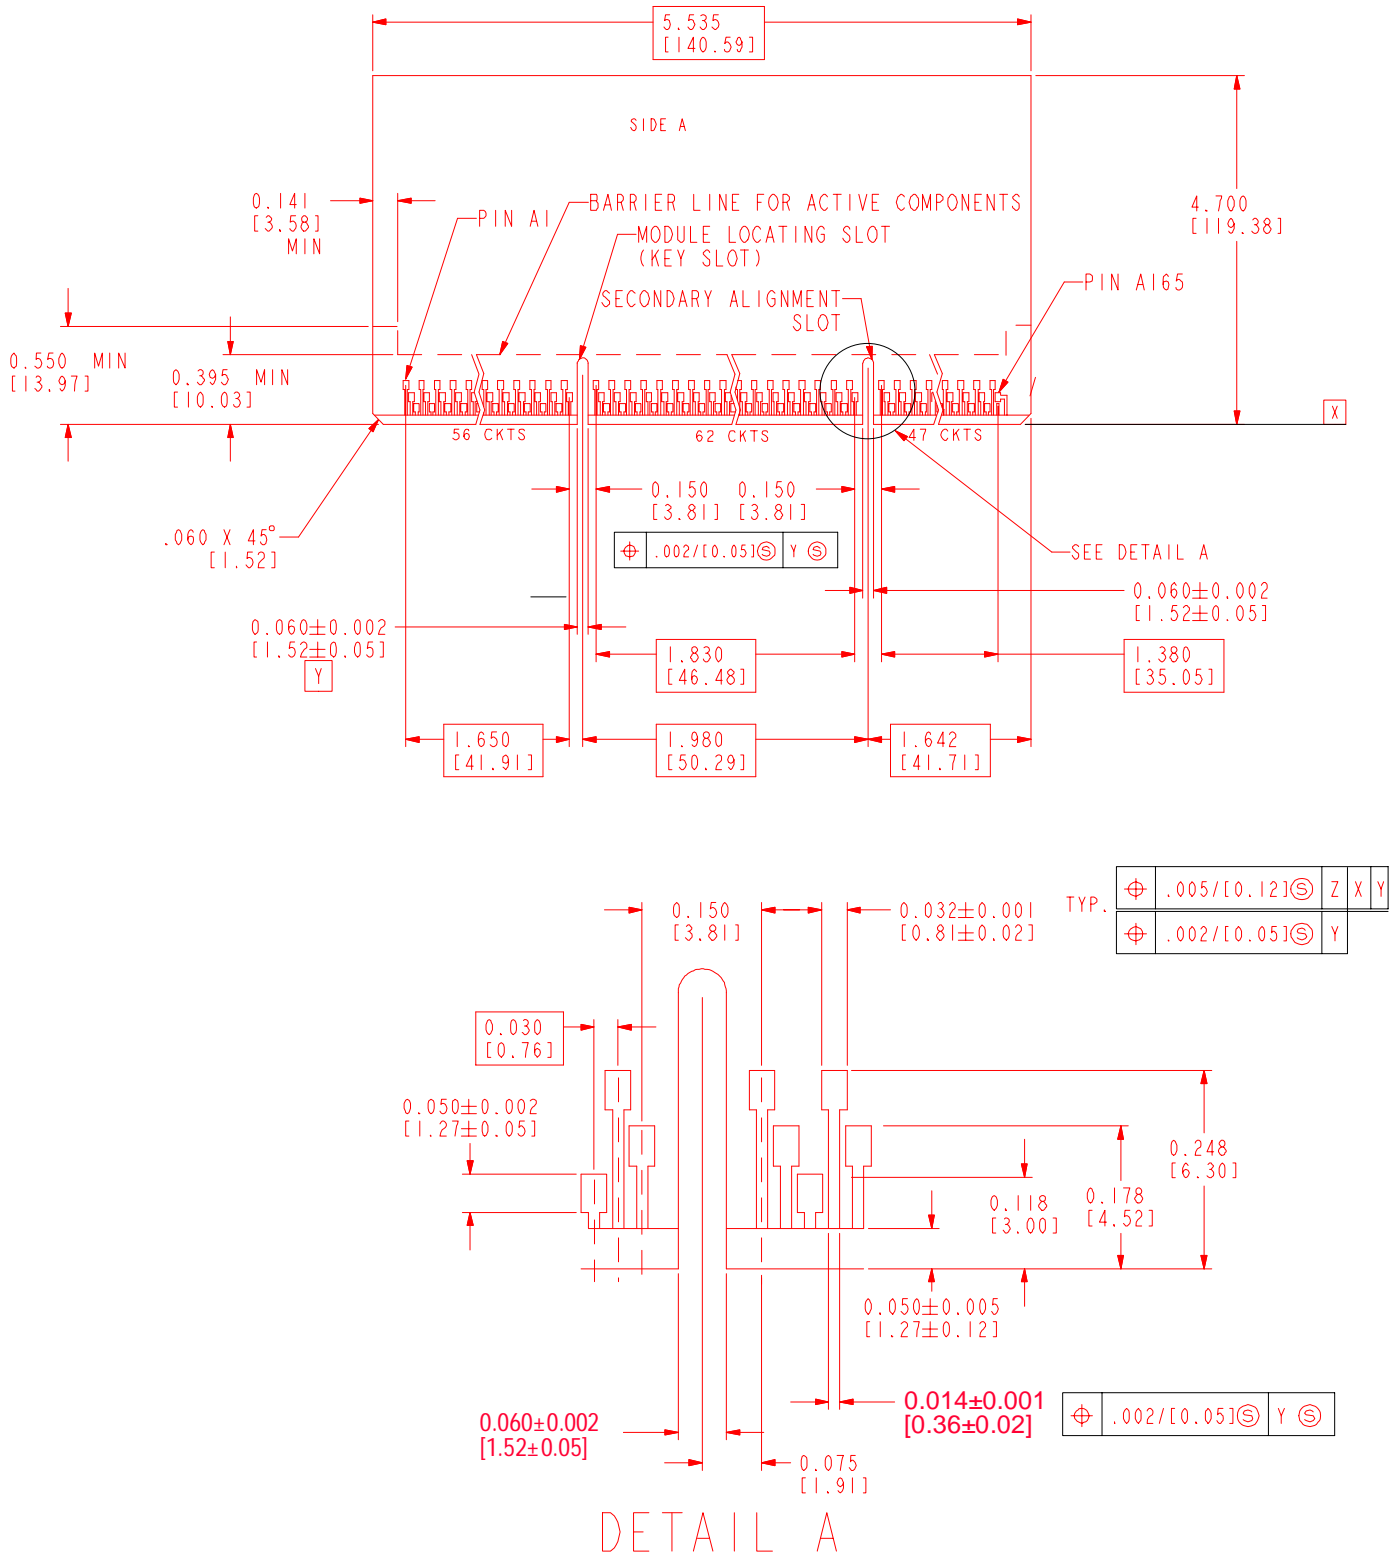 5.535
[140.59]
SIDE A
0.141
[3.58]
MIN
PIN A1
BARRIER LINE FOR ACTIVE COMPONENTS
MODULE LOCATING SLOT
(KEY SLOT)
4.700
[119.38]
SECONDARY ALIGNMENT
SLOT
PIN A165
0.550 MIN
[13.97]
0.395 MIN
[10.03]
X
56 CKTS
62 CKTS
47 CKTS
0.150 0.150
[3.81] [3.81]
.060 X 45°
[1.52]
⌖ .002/[0.05]Ⓢ Y Ⓢ
SEE DETAIL A
0.060±0.002
[1.52±0.05]
0.060±0.002
[1.52±0.05]
Y
1.830
[46.48]
1.380
[35.05]
1.650
[41.91]
1.980
[50.29]
1.642
[41.71]
TYP.
⌖ .005/[0.12]Ⓢ Z X Y
⌖ .002/[0.05]Ⓢ Y
0.150
[3.81]
0.032±0.001
[0.81±0.02]
0.030
[0.76]
0.050±0.002
[1.27±0.05]
0.248
[6.30]
0.178
[4.52]
0.118
[3.00]
0.050±0.005
[1.27±0.12]
0.014±0.001
[0.36±0.02]
⌖ .002/[0.05]Ⓢ Y Ⓢ
0.060±0.002
[1.52±0.05]
0.075
[1.91]
DETAIL A